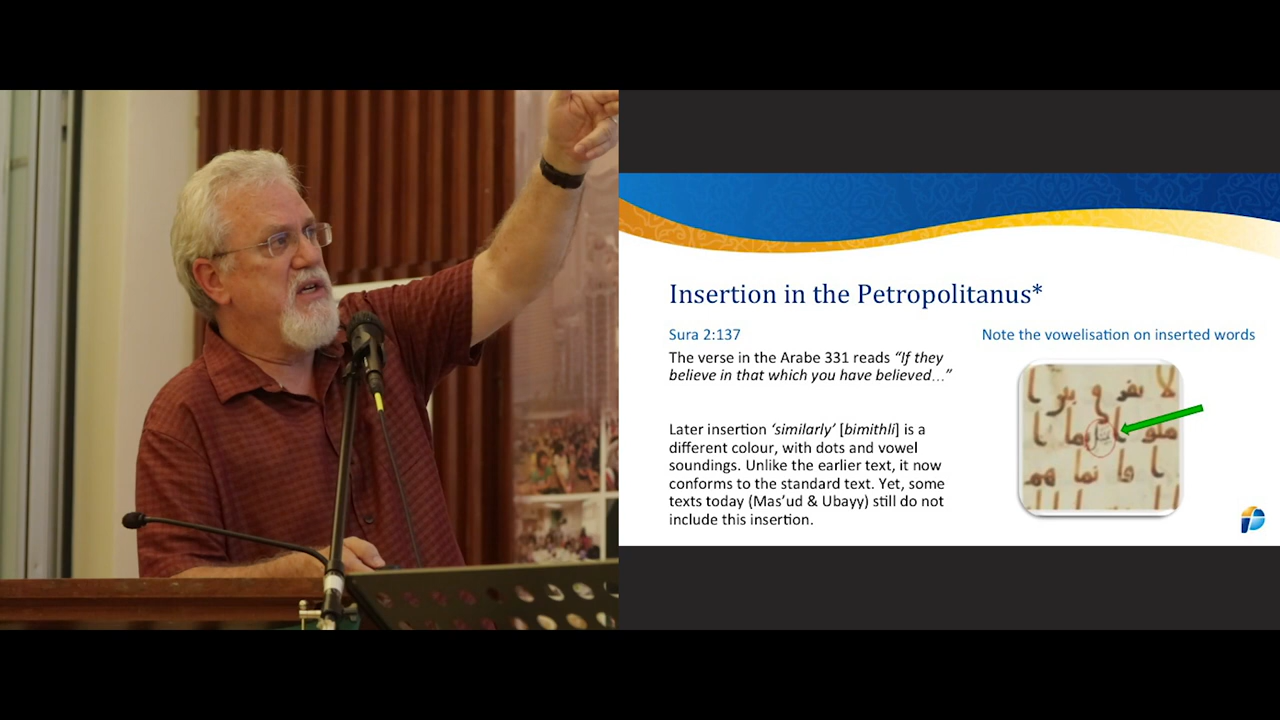 Insertion in the Petropolitanus*
Sura 2:137
The verse in the Arabe 331 reads “If they
believe in that which you have believed…”
Later insertion ‘similarly’ [bimithli] is a
different colour, with dots and vowel
soundings. Unlike the earlier text, it now
conforms to the standard text. Yet, some
texts today (Mas’ud & Ubayy) still do not
include this insertion.
Note the vowelisation on inserted words